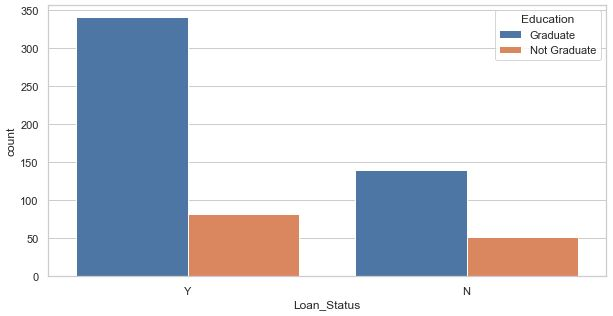 350
300
250
200
150
100
50
0
count
Education
Graduate
Not Graduate
Y
N
Loan_Status